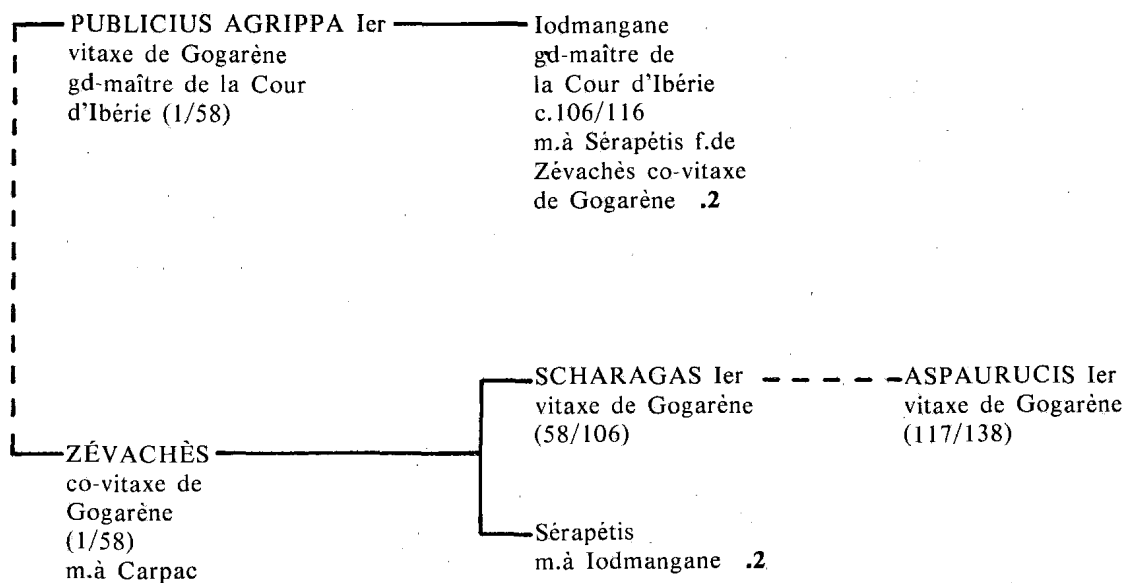 PUBLICIUS AGRIPPA Ier
vitaxe de Gogarène
gd-maître de la Cour
d'Ibérie (1/58)
Iodmangane
gd-maître de
la Cour d'Ibérie
c.106/116
m.à Sérapétis f.de
Zévachès co-vitaxe
de Gogarène .2
ZÉVACHÈS
co-vitaxe de
Gogarène
(1/58)
m.à Carpac
SCHARAGAS Ier
vitaxe de Gogarène
(58/106)
ASPAURUCIS Ier
vitaxe de Gogarène
(117/138)
Sérapétis
m.à Iodmangane .2